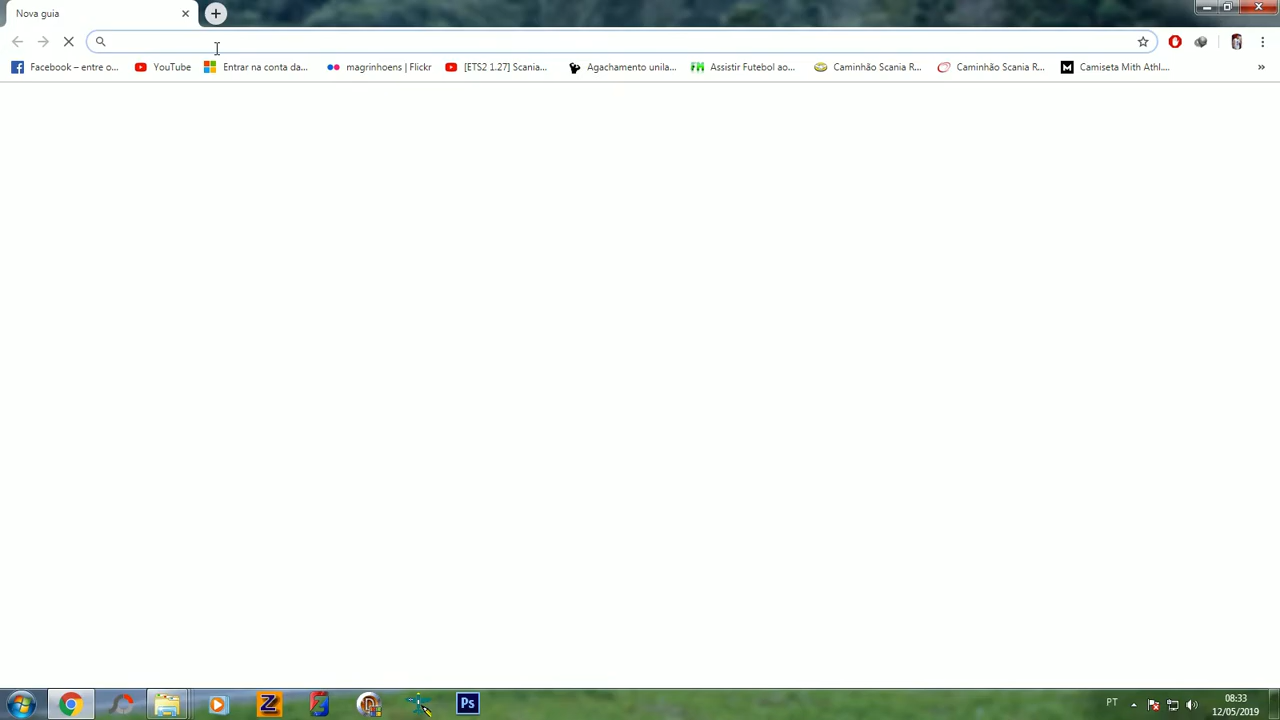 Nova guia
Facebook – entre o... YouTube Entrar na conta da... magrinhoens | Flickr [ETS2 1.27] Scania... Agachamento unila... Assistir Futebol ao... Caminhão Scania R... Caminhão Scania R... Camiseta Mith Athl.... »
Ps PT 08:33
12/05/2019